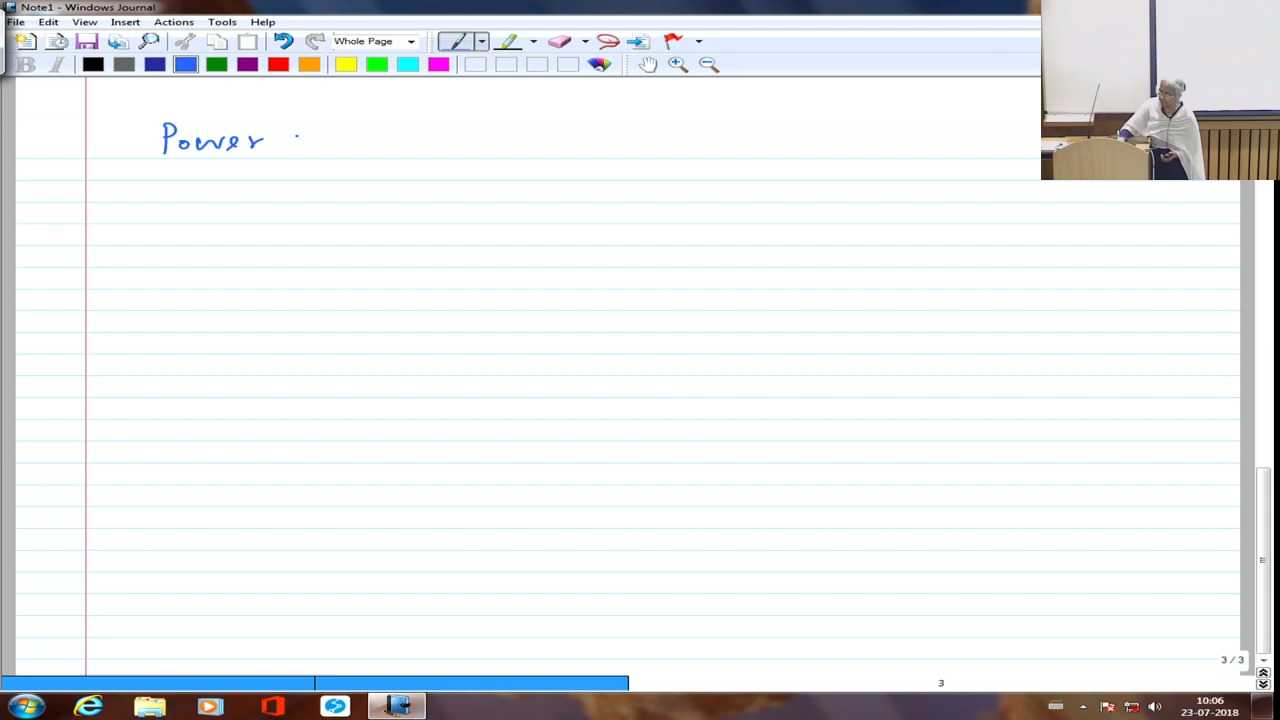 Note1 - Windows Journal
File Edit View Insert Actions Tools Help
Whole Page
B I
Power
3 / 3
3
10:06
23-07-2018